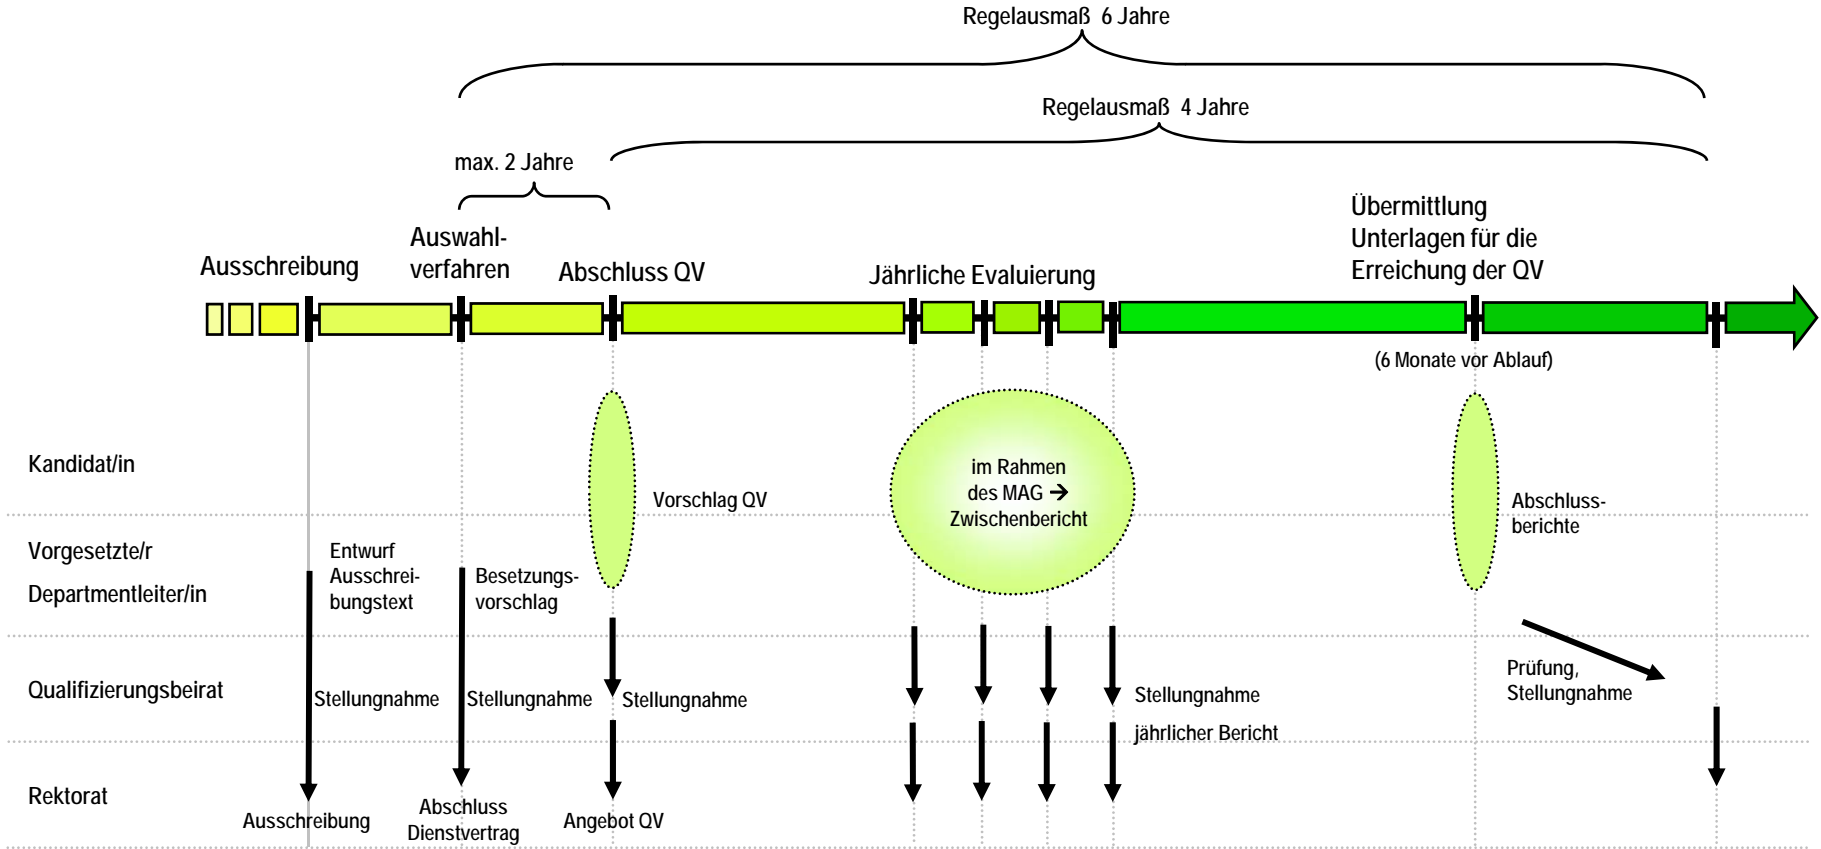 Regelausmaß 6 Jahre
Regelausmaß 4 Jahre
max. 2 Jahre
Ausschreibung
Auswahl-
verfahren
Abschluss QV
Jährliche Evaluierung
Übermittlung
Unterlagen für die
Erreichung der QV
(6 Monate vor Ablauf)
Kandidat/in
Vorschlag QV
im Rahmen
des MAG →
Zwischenbericht
Abschluss-
berichte
Vorgesetzte/r
Departmentleiter/in
Entwurf
Ausschrei-
bungstext
Besetzungs-
vorschlag
Qualifizierungsbeirat
Stellungnahme
Stellungnahme
Stellungnahme
Stellungnahme
jährlicher Bericht
Prüfung,
Stellungnahme
Rektorat
Ausschreibung
Abschluss
Dienstvertrag
Angebot QV